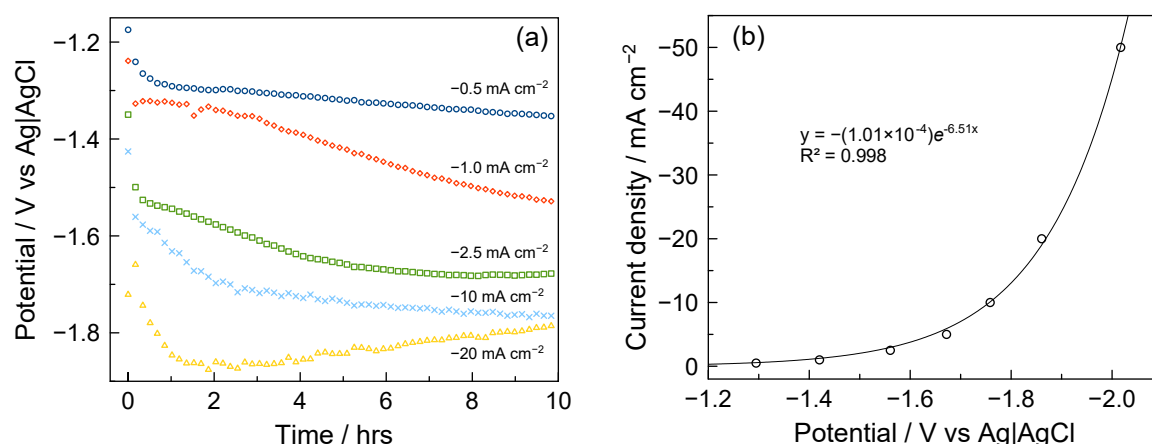 (a)
Potential / V vs Ag|AgCl
−1.2
−1.4
−1.6
−1.8
−0.5 mA cm⁻²
−1.0 mA cm⁻²
−2.5 mA cm⁻²
−10 mA cm⁻²
−20 mA cm⁻²
0 2 4 6 8 10
Time / hrs
(b)
Current density / mA cm⁻²
−50
−40
−30
−20
−10
0
y = −(1.01×10⁻⁴)e⁻⁶·⁵¹ˣ
R² = 0.998
−1.2 −1.4 −1.6 −1.8 −2.0
Potential / V vs Ag|AgCl